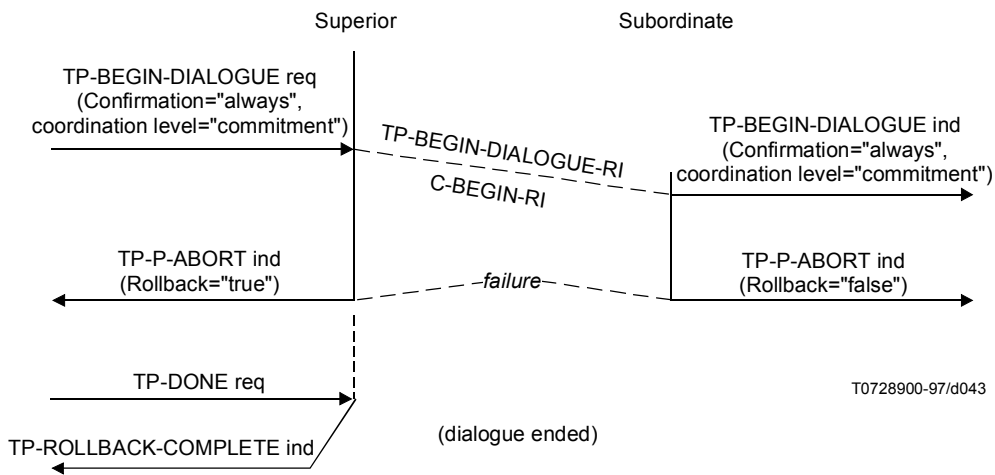 Superior
Subordinate
TP-BEGIN-DIALOGUE req
(Confirmation="always",
coordination level="commitment")
TP-BEGIN-DIALOGUE-RI
C-BEGIN-RI
TP-BEGIN-DIALOGUE ind
(Confirmation="always",
coordination level="commitment")
TP-P-ABORT ind
(Rollback="true")
failure
TP-P-ABORT ind
(Rollback="false")
TP-DONE req
T0728900-97/d043
TP-ROLLBACK-COMPLETE ind
(dialogue ended)